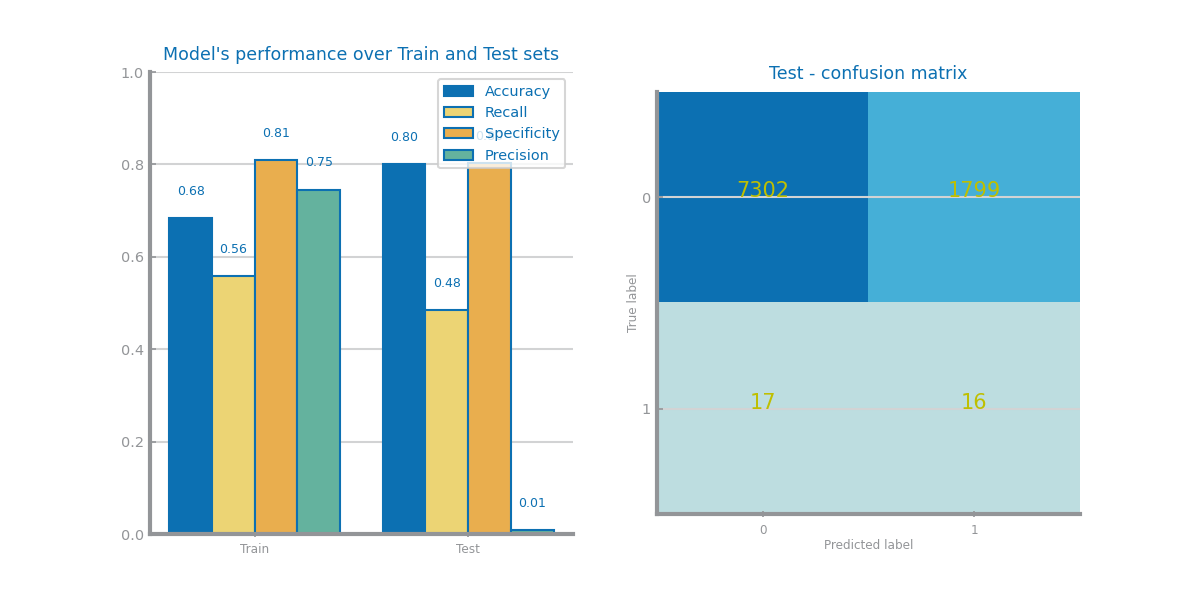 Model's performance over Train and Test sets
1.0
0.8
0.6
0.4
0.2
0.0
Accuracy
Recall
Specificity
Precision
0.68
0.56
0.81
0.75
0.80
0.48
0.01
Train
Test
Test - confusion matrix
True label
0
1
7302
1799
17
16
0
1
Predicted label